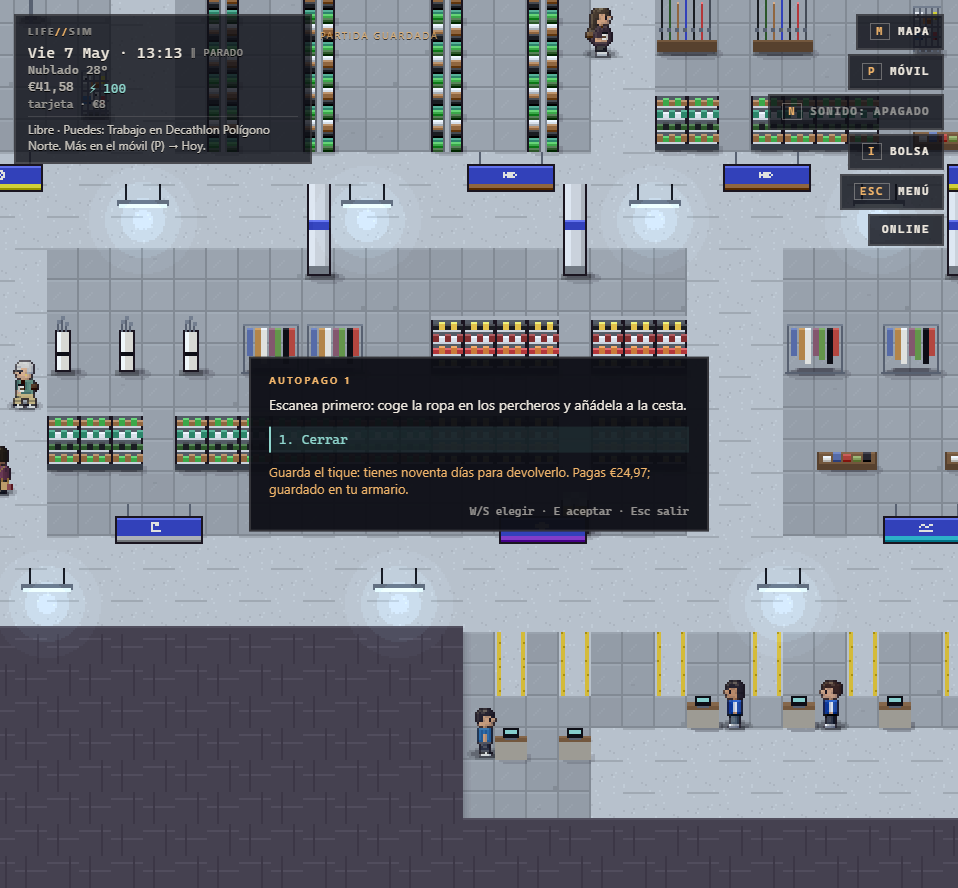 LIFE//SIM
Vie 7 May · 13:13 ‖ PARADO
Nublado 28°
€41,58 ⚡ 100
tarjeta · €8
Libre · Puedes: Trabajo en Decathlon Polígono
Norte. Más en el móvil (P) → Hoy.
PARTIDA GUARDADA
M MAPA
P MÓVIL
N SONIDO: APAGADO
I BOLSA
ESC MENÚ
ONLINE
AUTOPAGO 1
Escanea primero: coge la ropa en los percheros y añádela a la cesta.
1. Cerrar
Guarda el tique: tienes noventa días para devolverlo. Pagas €24,97;
guardado en tu armario.
W/S elegir · E aceptar · Esc salir